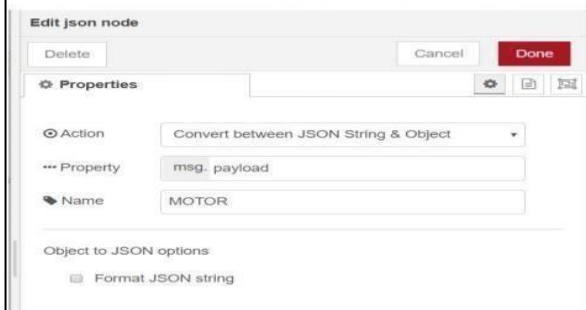 Edit json node
Delete Cancel Done
Properties
Action Convert between JSON String & Object
Property msg. payload
Name MOTOR
Object to JSON options
Format JSON string